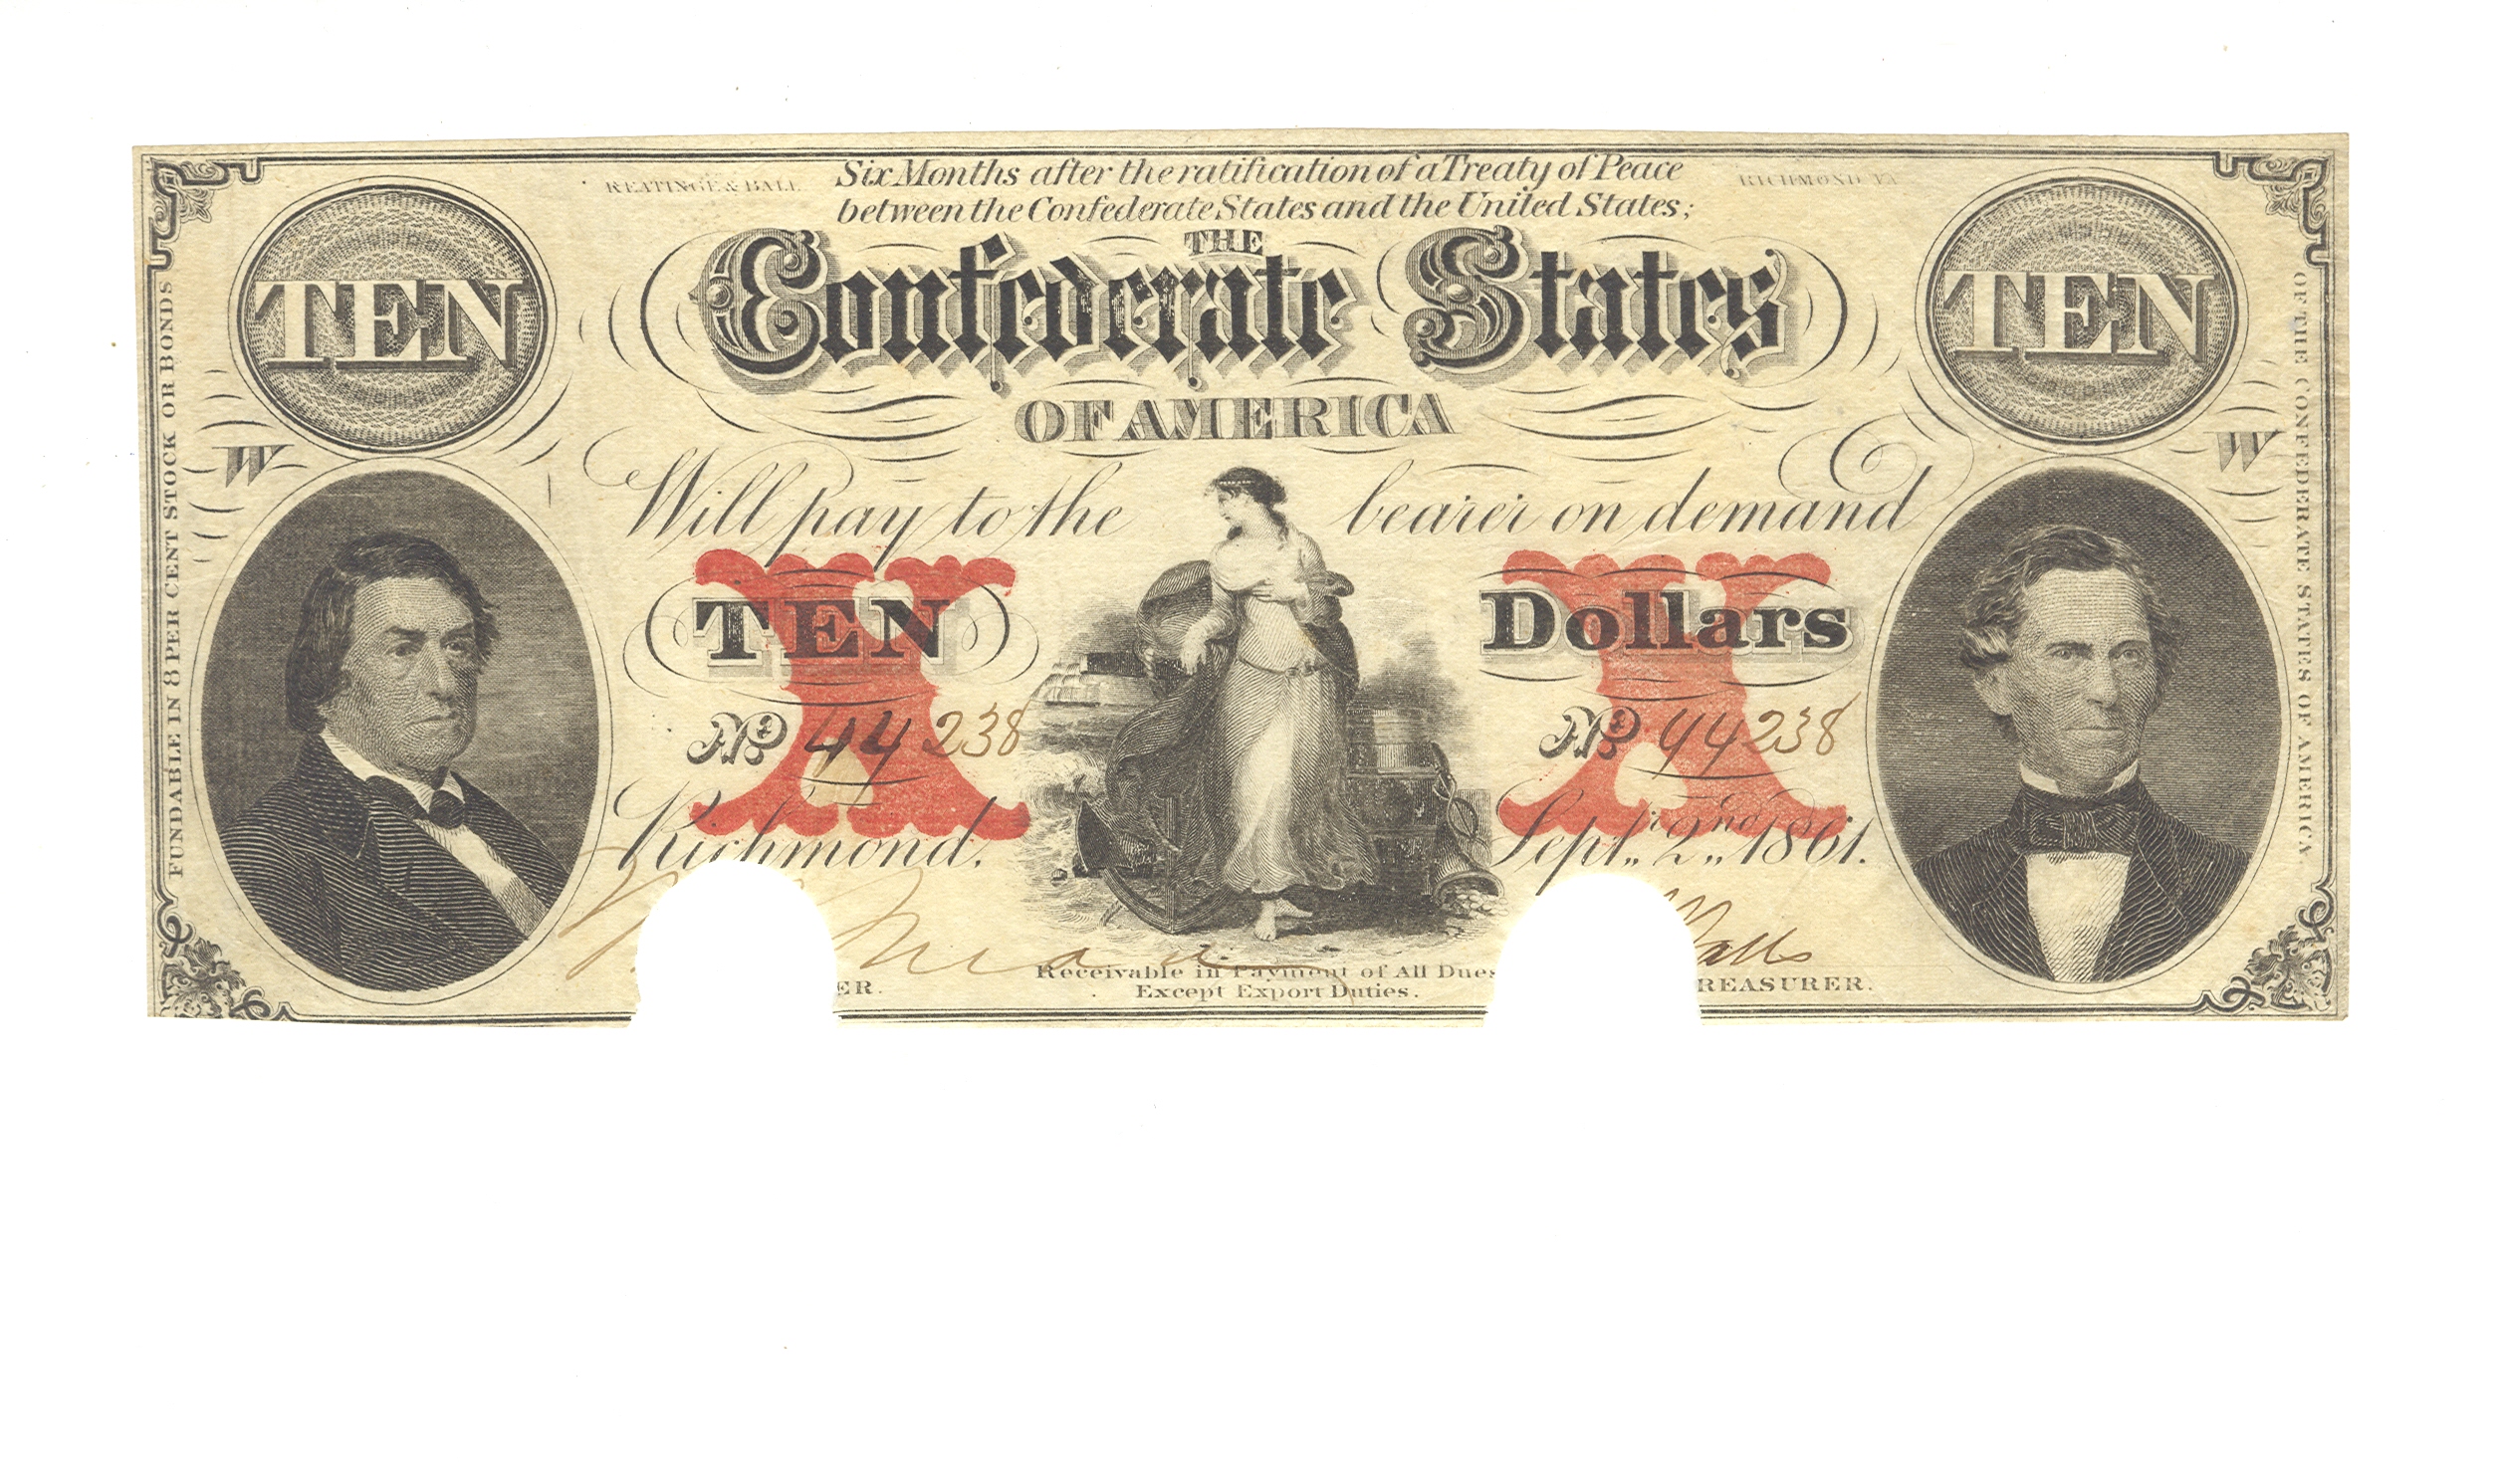 Six Months after the ratification of a Treaty of Peace
KEATINGE & BALL RICHMOND VA
between the Confederate States and the United States;
THE
Confederate States
OF AMERICA
TEN TEN
W W
FUNDABLE IN 8 PER CENT STOCK OR BONDS
OF THE CONFEDERATE STATES OF AMERICA
Will pay to the bearer on demand
TEN X Dollars X
No 44238 No 44238
Richmond, Sept. 2nd 1861.
Receivable in Payment of All Dues
ER. Except Export Duties. REASURER.